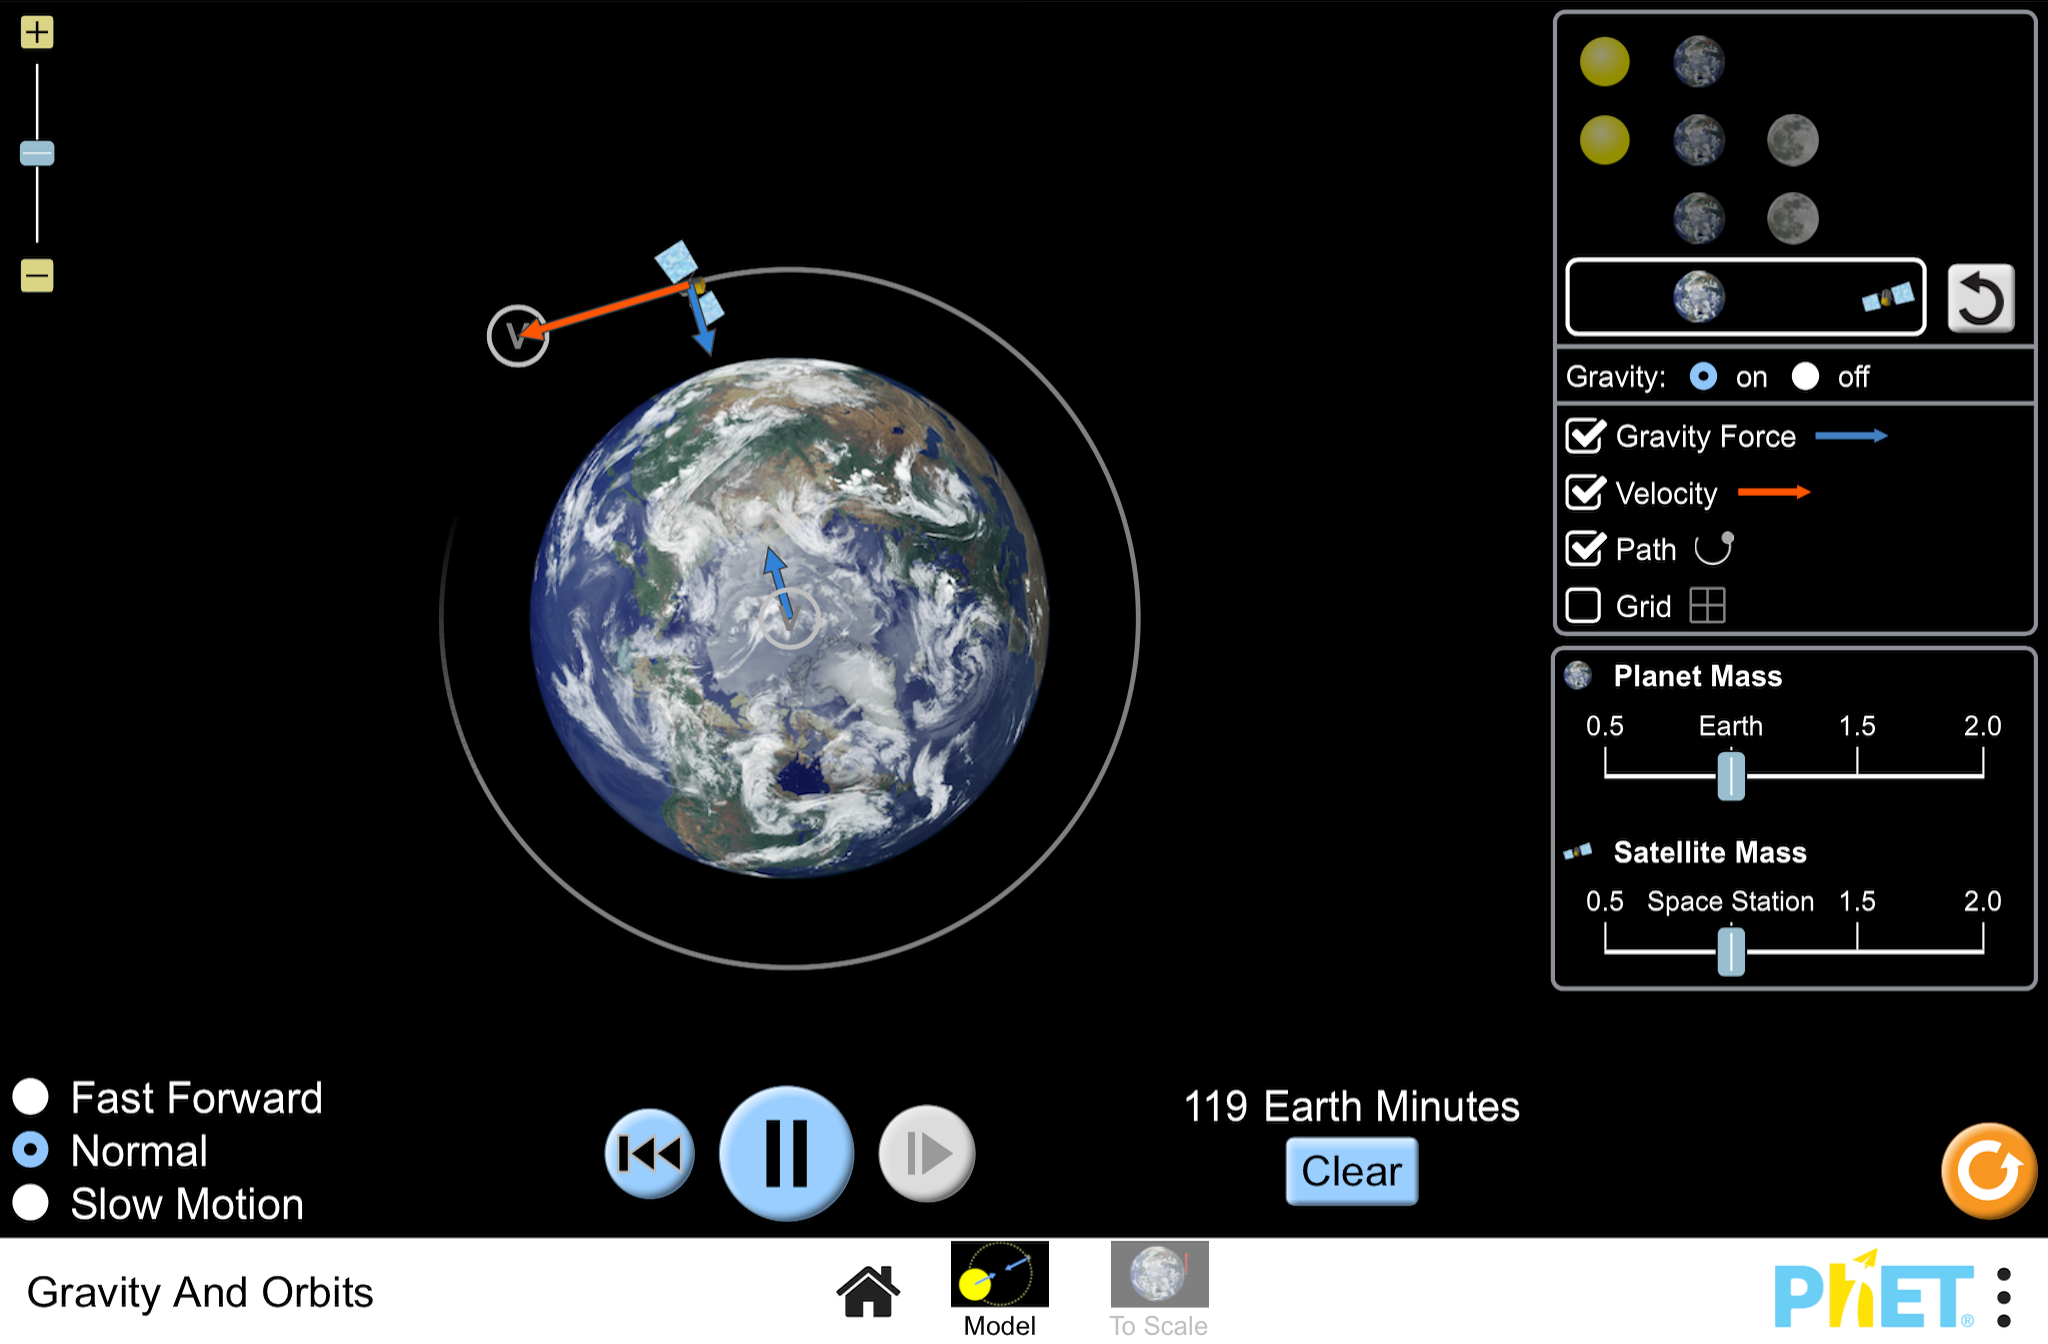 V
V
Gravity: on off
Gravity Force
Velocity
Path
Grid
Planet Mass
0.5 Earth 1.5 2.0
Satellite Mass
0.5 Space Station 1.5 2.0
Fast Forward
Normal
Slow Motion
119 Earth Minutes
Clear
Gravity And Orbits
Model
To Scale
PhET®